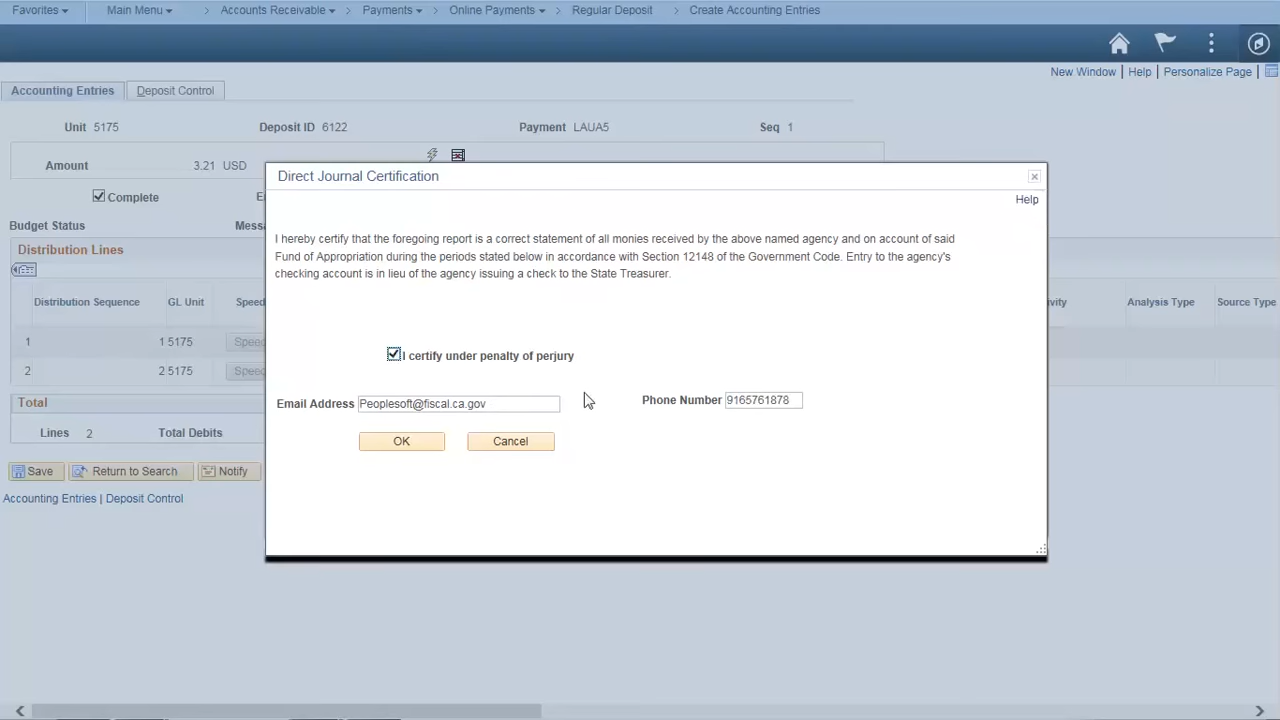 Favorites Main Menu > Accounts Receivable > Payments > Online Payments > Regular Deposit > Create Accounting Entries
New Window | Help | Personalize Page |
Accounting Entries Deposit Control
Unit 5175 Deposit ID 6122 Payment LAUA5 Seq 1
Amount 3.21 USD
Complete
Budget Status
Distribution Lines
Distribution Sequence GL Unit Analysis Type Source Type
1 1 5175
2 2 5175
Total
Lines 2 Total Debits
Save Return to Search Notify
Accounting Entries | Deposit Control
Direct Journal Certification
Help
I hereby certify that the foregoing report is a correct statement of all monies received by the above named agency and on account of said
Fund of Appropriation during the periods stated below in accordance with Section 12148 of the Government Code. Entry to the agency's
checking account is in lieu of the agency issuing a check to the State Treasurer.
I certify under penalty of perjury
Email Address Peoplesoft@fiscal.ca.gov Phone Number 9165761878
OK Cancel